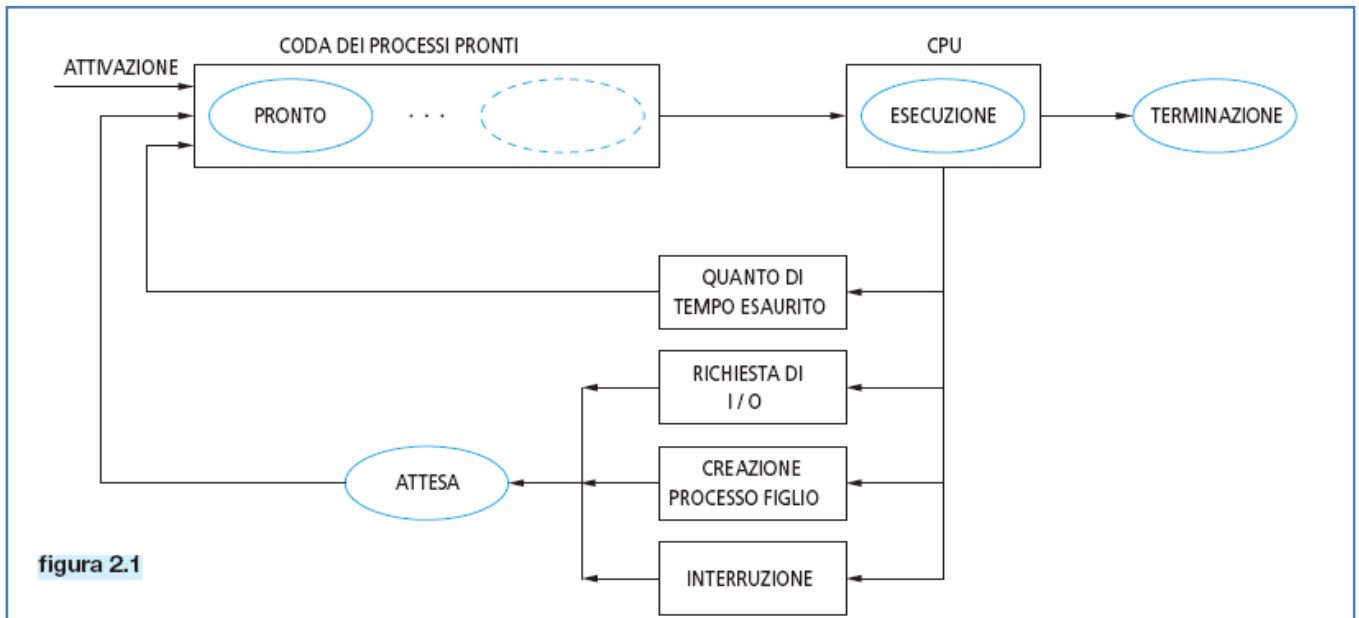 CODA DEI PROCESSI PRONTI
CPU
ATTIVAZIONE
PRONTO
. . .
ESECUZIONE
TERMINAZIONE
QUANTO DI
TEMPO ESAURITO
RICHIESTA DI
I / O
ATTESA
CREAZIONE
PROCESSO FIGLIO
figura 2.1
INTERRUZIONE